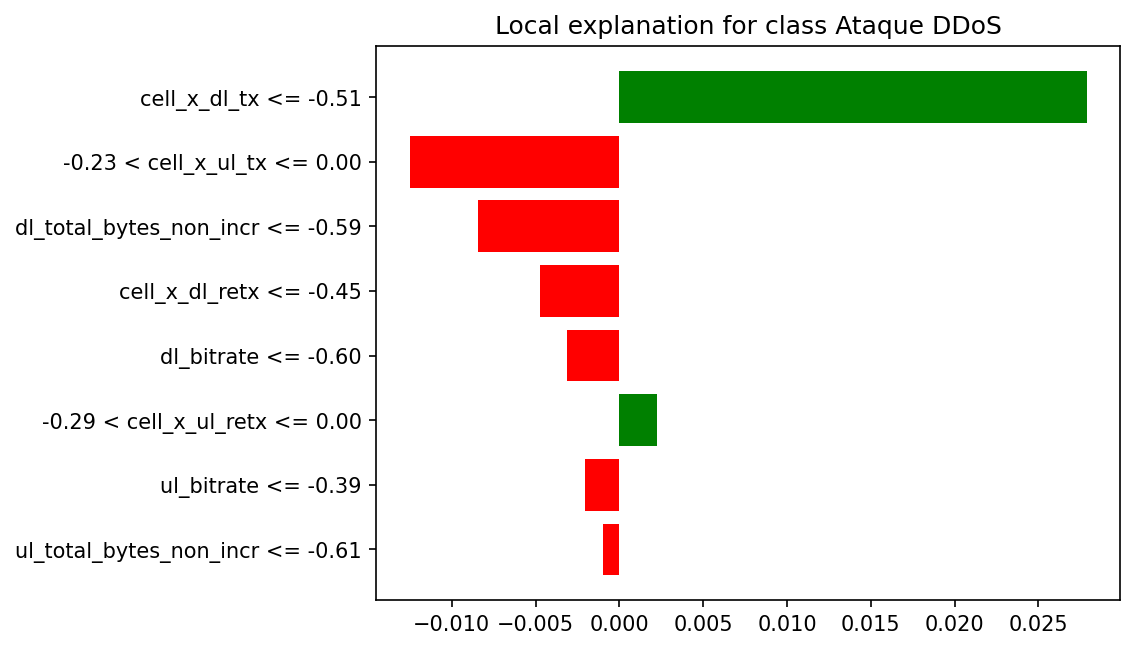 Local explanation for class Ataque DDoS
cell_x_dl_tx <= -0.51
-0.23 < cell_x_ul_tx <= 0.00
dl_total_bytes_non_incr <= -0.59
cell_x_dl_retx <= -0.45
dl_bitrate <= -0.60
-0.29 < cell_x_ul_retx <= 0.00
ul_bitrate <= -0.39
ul_total_bytes_non_incr <= -0.61
−0.010 −0.005 0.000 0.005 0.010 0.015 0.020 0.025